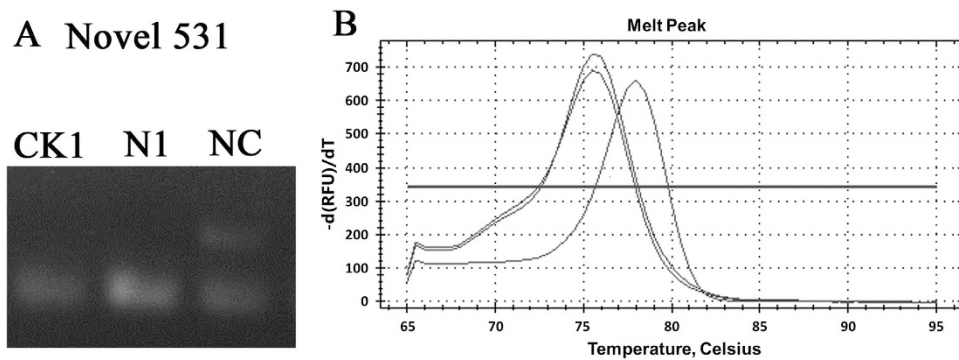 A Novel 531
CK1 N1 NC
B
Melt Peak
-d(RFU)/dT
700
600
500
400
300
200
100
0
65 70 75 80 85 90 95
Temperature, Celsius